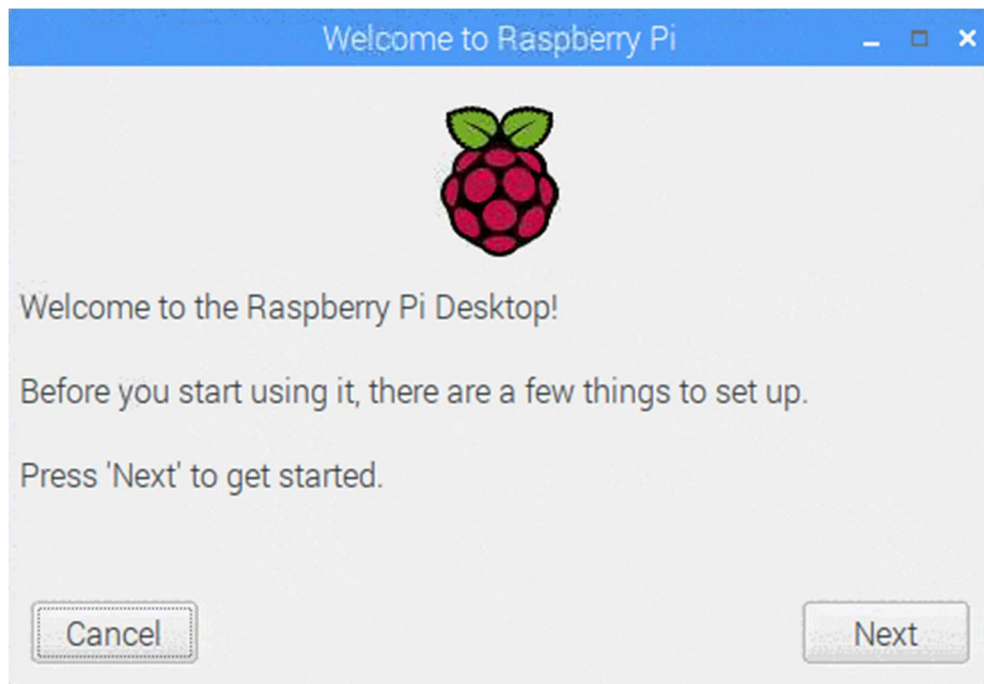 Welcome to Raspberry Pi
Welcome to the Raspberry Pi Desktop!
Before you start using it, there are a few things to set up.
Press 'Next' to get started.
Cancel
Next